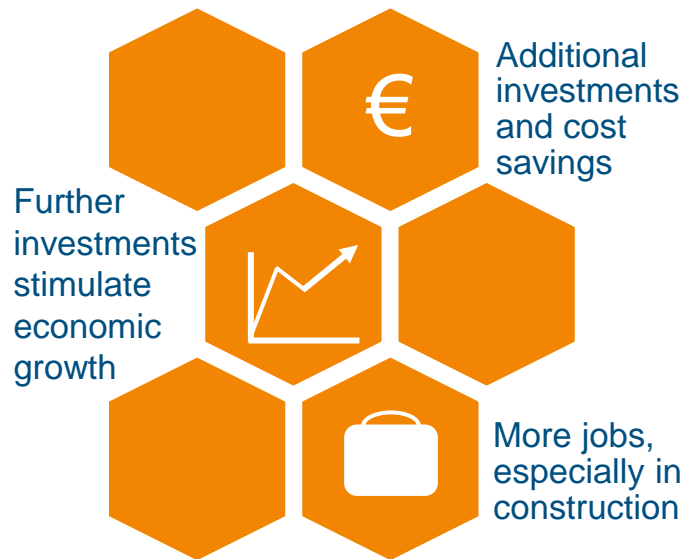 €
Additional
investments
and cost
savings
Further
investments
stimulate
economic
growth
More jobs,
especially in
construction